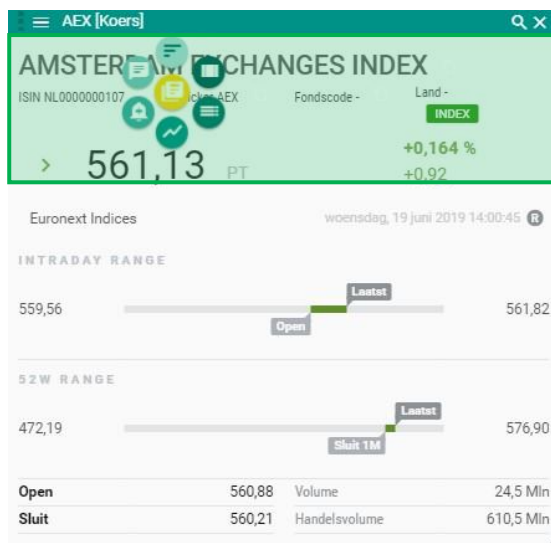 AEX [Koers]
AMSTERDAM EXCHANGES INDEX
ISIN NL0000000107 AEX Fondscode - Land -
INDEX
561,13 PT +0,164 %
+0,92
Euronext Indices woensdag, 19 juni 2019 14:00:45 R
INTRADAY RANGE
Laatst
559,56 561,82
Open
52W RANGE
Laatst
472,19 576,90
Sluit 1M
Open 560,88 Volume 24,5 Mln
Sluit 560,21 Handelsvolume 610,5 Mln